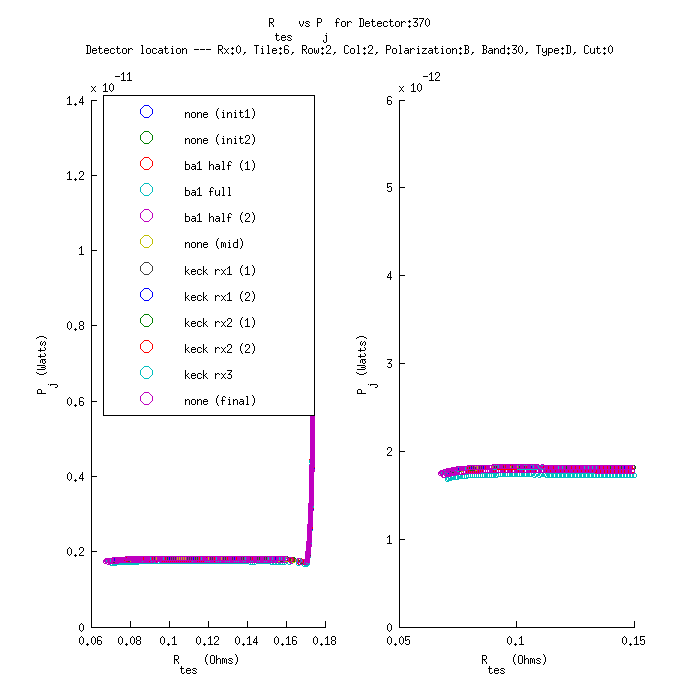 R tes vs P j for Detector:370
Detector location --- Rx:0, Tile:6, Row:2, Col:2, Polarization:B, Band:30, Type:D, Cut:0
x 10^-11
1.4
1.2
1
0.8
0.6
0.4
0.2
0
0.06 0.08 0.1 0.12 0.14 0.16 0.18
P j (Watts)
R tes (Ohms)
none (init1)
none (init2)
ba1 half (1)
ba1 full
ba1 half (2)
none (mid)
keck rx1 (1)
keck rx1 (2)
keck rx2 (1)
keck rx2 (2)
keck rx3
none (final)
x 10^-12
6
5
4
3
2
1
0
0.05 0.1 0.15
P j (Watts)
R tes (Ohms)